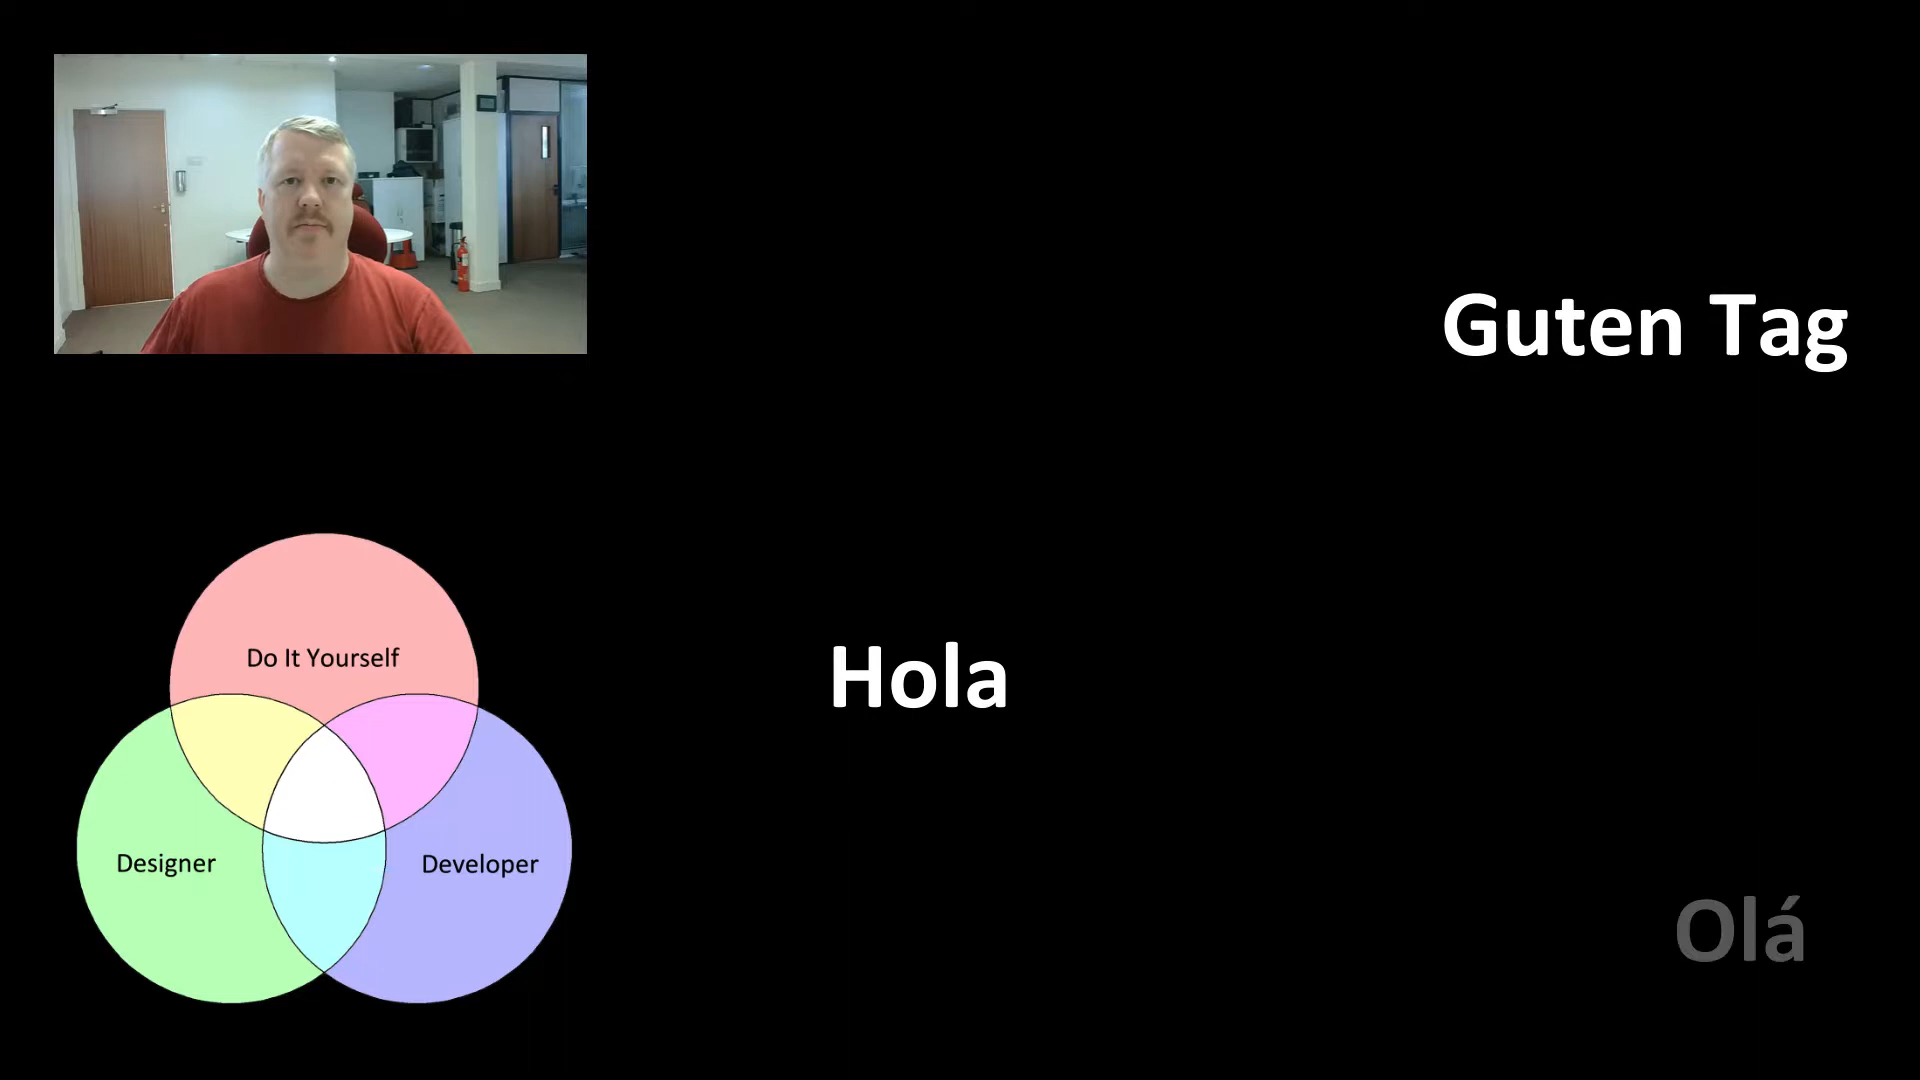 Guten Tag
Do It Yourself
Hola
Designer
Developer
Olá